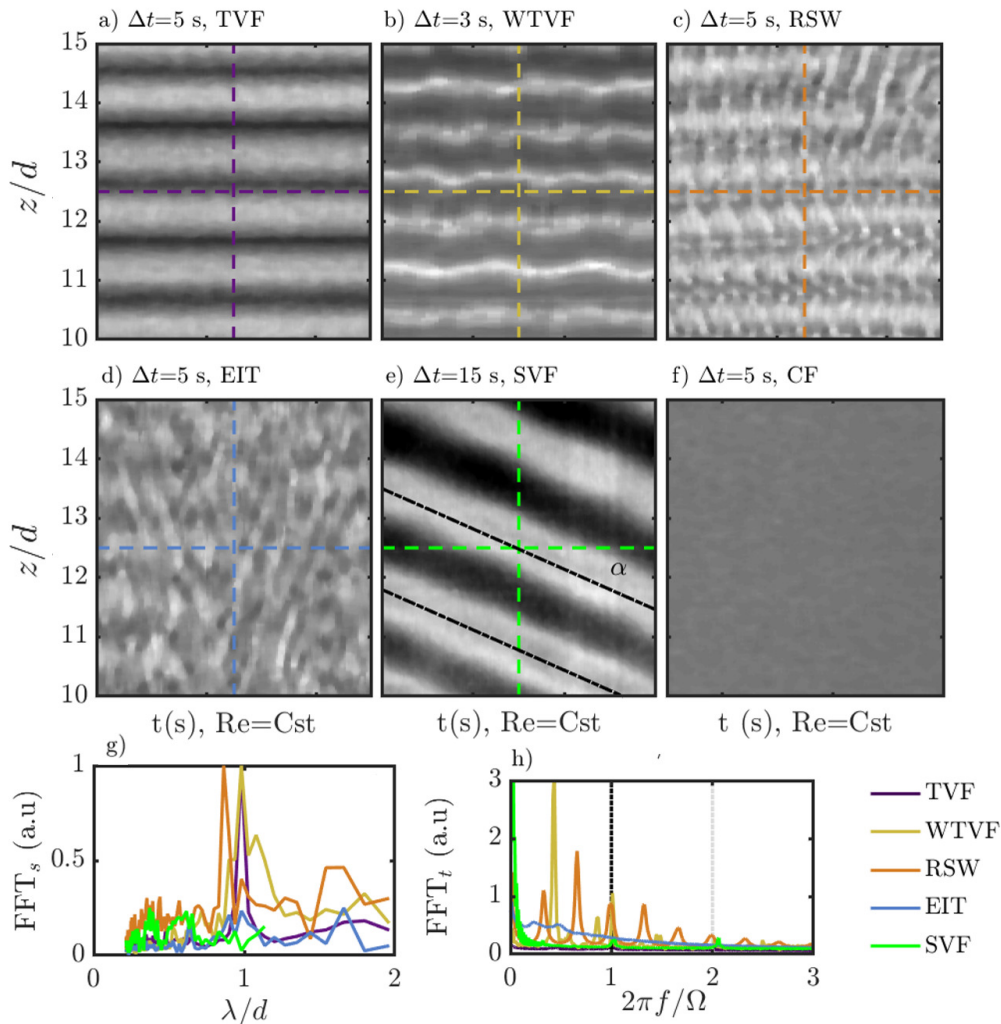 a) Δt=5 s, TVF
b) Δt=3 s, WTVF
c) Δt=5 s, RSW
15
14
13
12
11
10
z/d
d) Δt=5 s, EIT
e) Δt=15 s, SVF
f) Δt=5 s, CF
15
14
13
12
11
10
z/d
α
t(s), Re=Cst
t(s), Re=Cst
t (s), Re=Cst
g)
1
0.5
0
FFTₛ (a.u)
0
1
2
λ/d
h)
3
2
1
0
FFTₜ (a.u)
0
1
2
3
2πf/Ω
TVF
WTVF
RSW
EIT
SVF